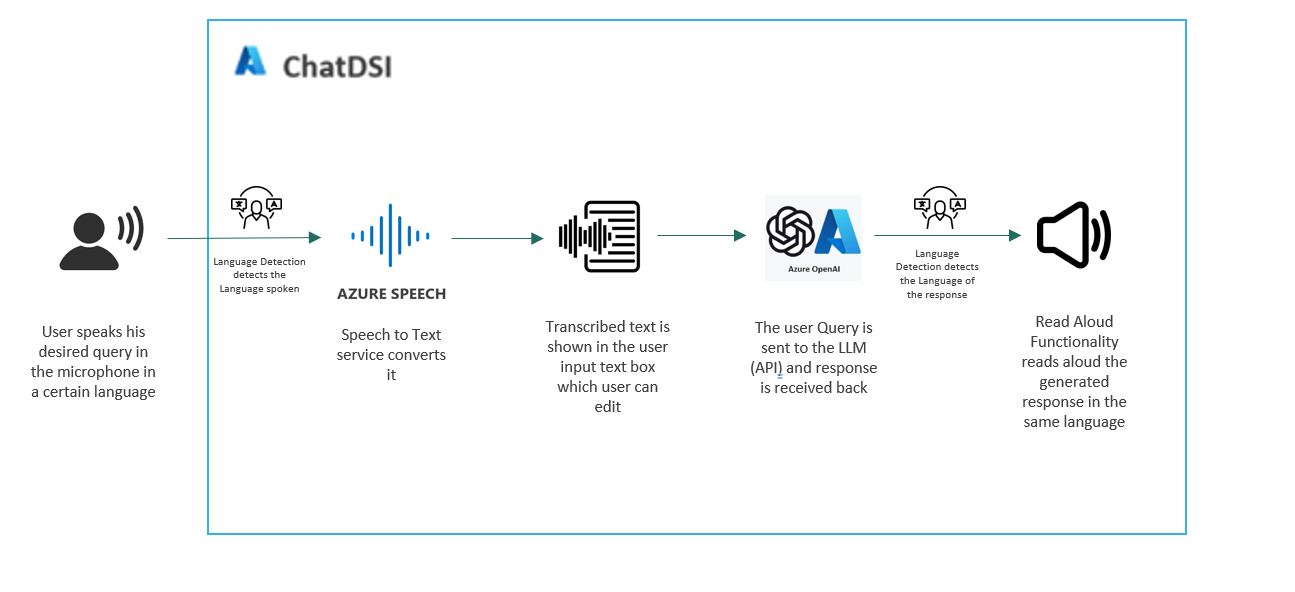 ChatDSI
Language Detection
detects the
Language spoken
AZURE SPEECH
Azure OpenAI
Language
Detection detects
the Language of
the response
User speaks his
desired query in
the microphone in
a certain language
Speech to Text
service converts
it
Transcribed text is
shown in the user
input text box
which user can
edit
The user Query is
sent to the LLM
(API) and response
is received back
Read Aloud
Functionality
reads aloud the
generated
response in the
same language